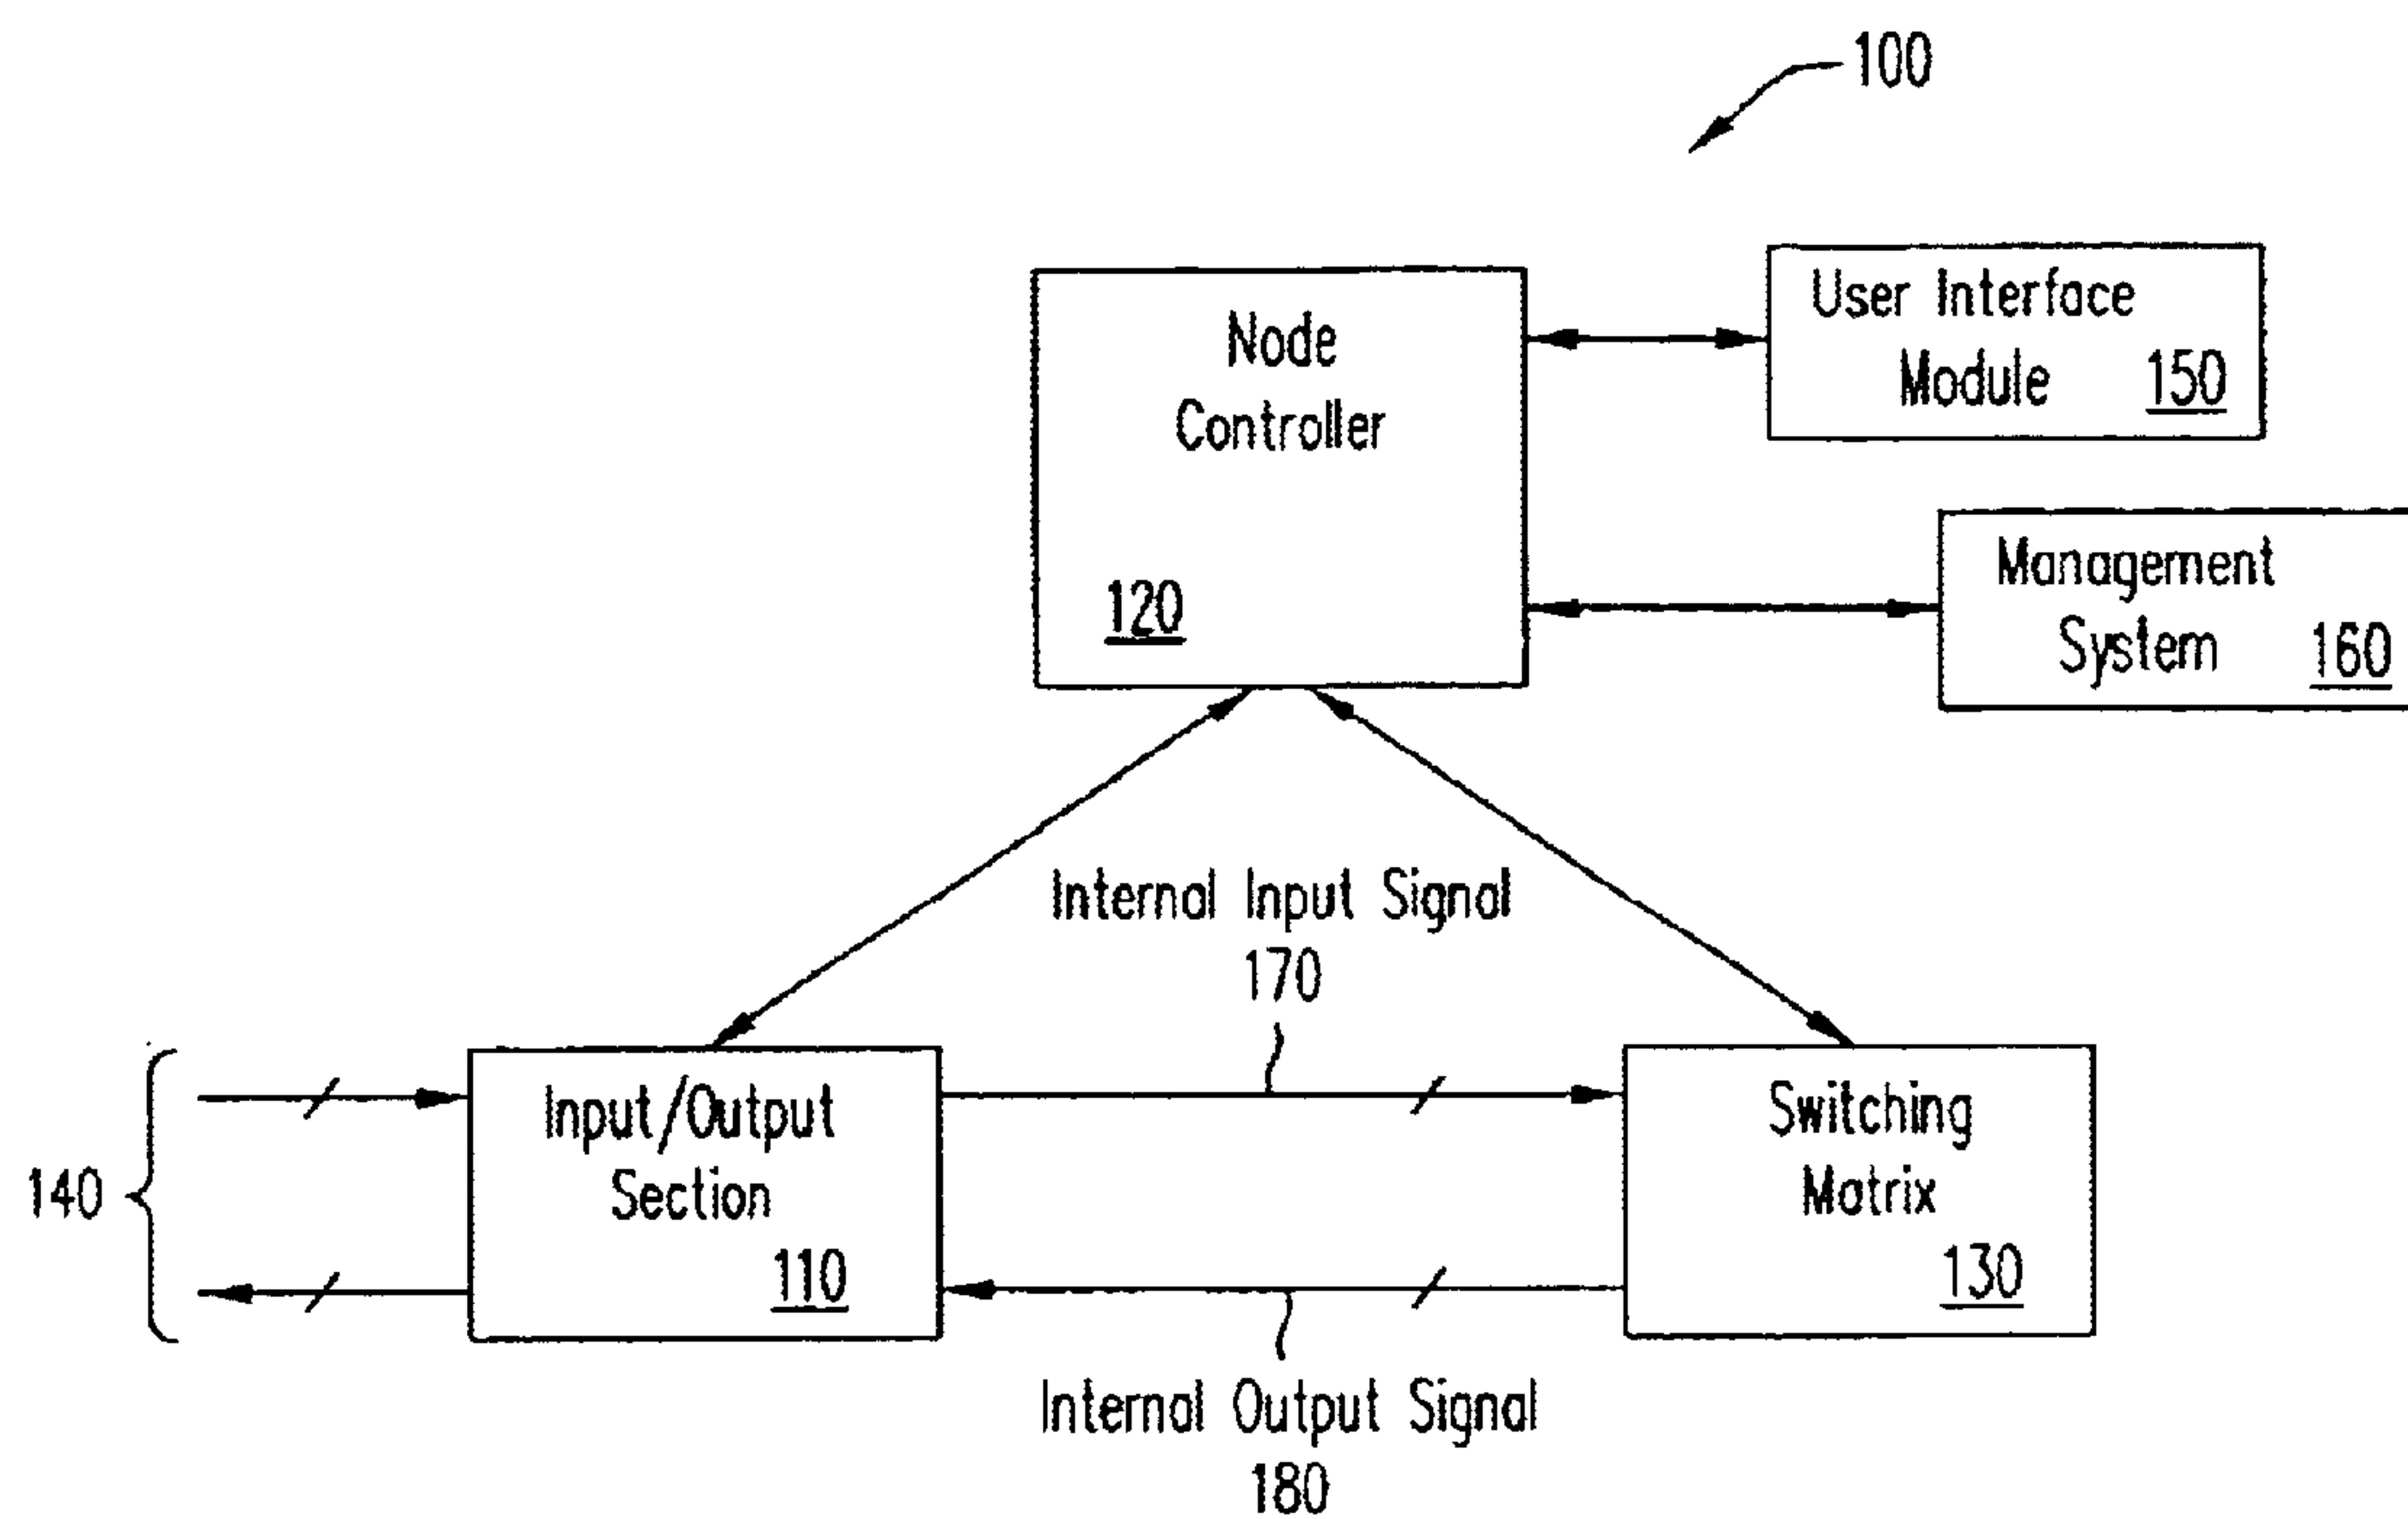 100
Node
Controller
120
User Interface
Module 150
Management
System 160
Internal Input Signal
170
140
Input/Output
Section
110
Switching
Matrix
130
Internal Output Signal
180